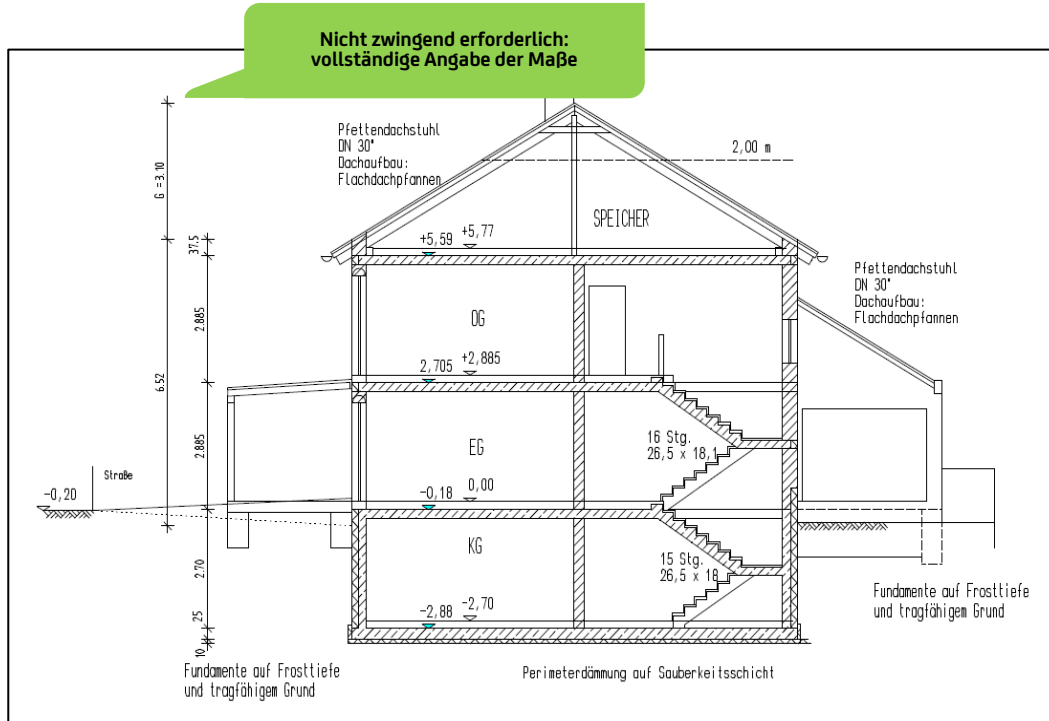 Nicht zwingend erforderlich:
vollständige Angabe der Maße
Pfettendachstuhl
DN 30°
Dachaufbau:
Flachdachpfannen
2,00 m
G =3.10
SPEICHER
+5,59
+5,77
37.5
Pfettendachstuhl
DN 30°
Dachaufbau:
Flachdachpfannen
OG
2.885
2,705
+2,885
6.52
16 Stg.
26,5 x 18,1
EG
2.885
Straße
-0,20
-0,18
0,00
KG
15 Stg.
26,5 x 18
2.70
-2,88
-2,70
25
10
Fundamente auf Frosttiefe
und tragfähigem Grund
Fundamente auf Frosttiefe
und tragfähigem Grund
Perimeterdämmung auf Sauberkeitsschicht